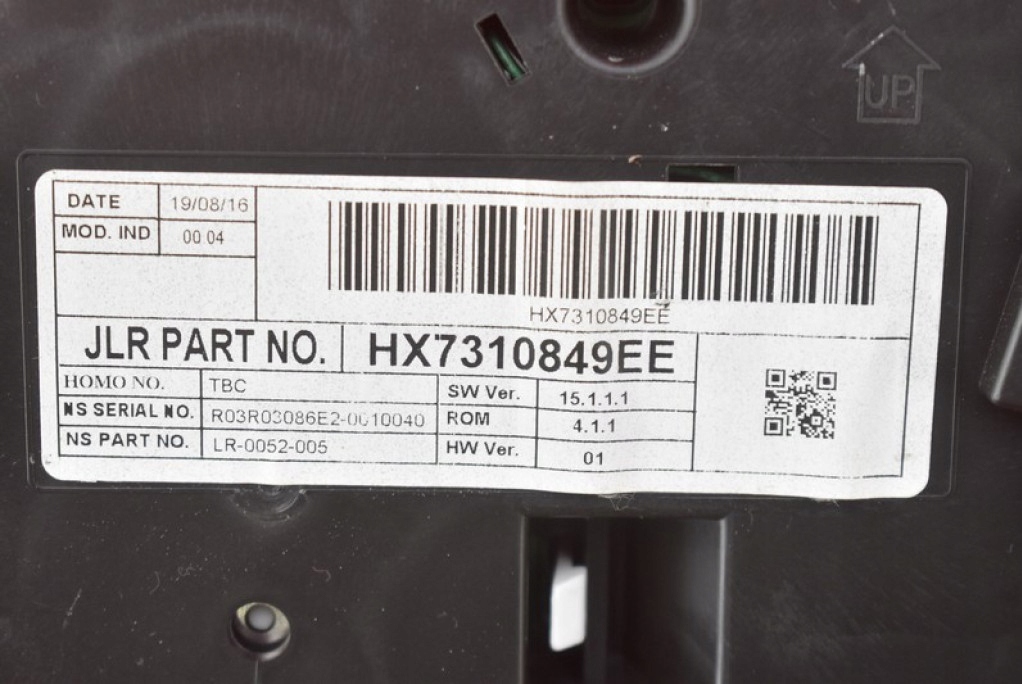 UP
DATE 19/08/16
MOD. IND 00 04
HX7310849EE
JLR PART NO. HX7310849EE
HOMO NO. TBC
NS SERIAL NO. R03R03086E2-0010040
NS PART NO. LR-0052-005
SW Ver. 15.1.1.1
ROM 4.1.1
HW Ver. 01